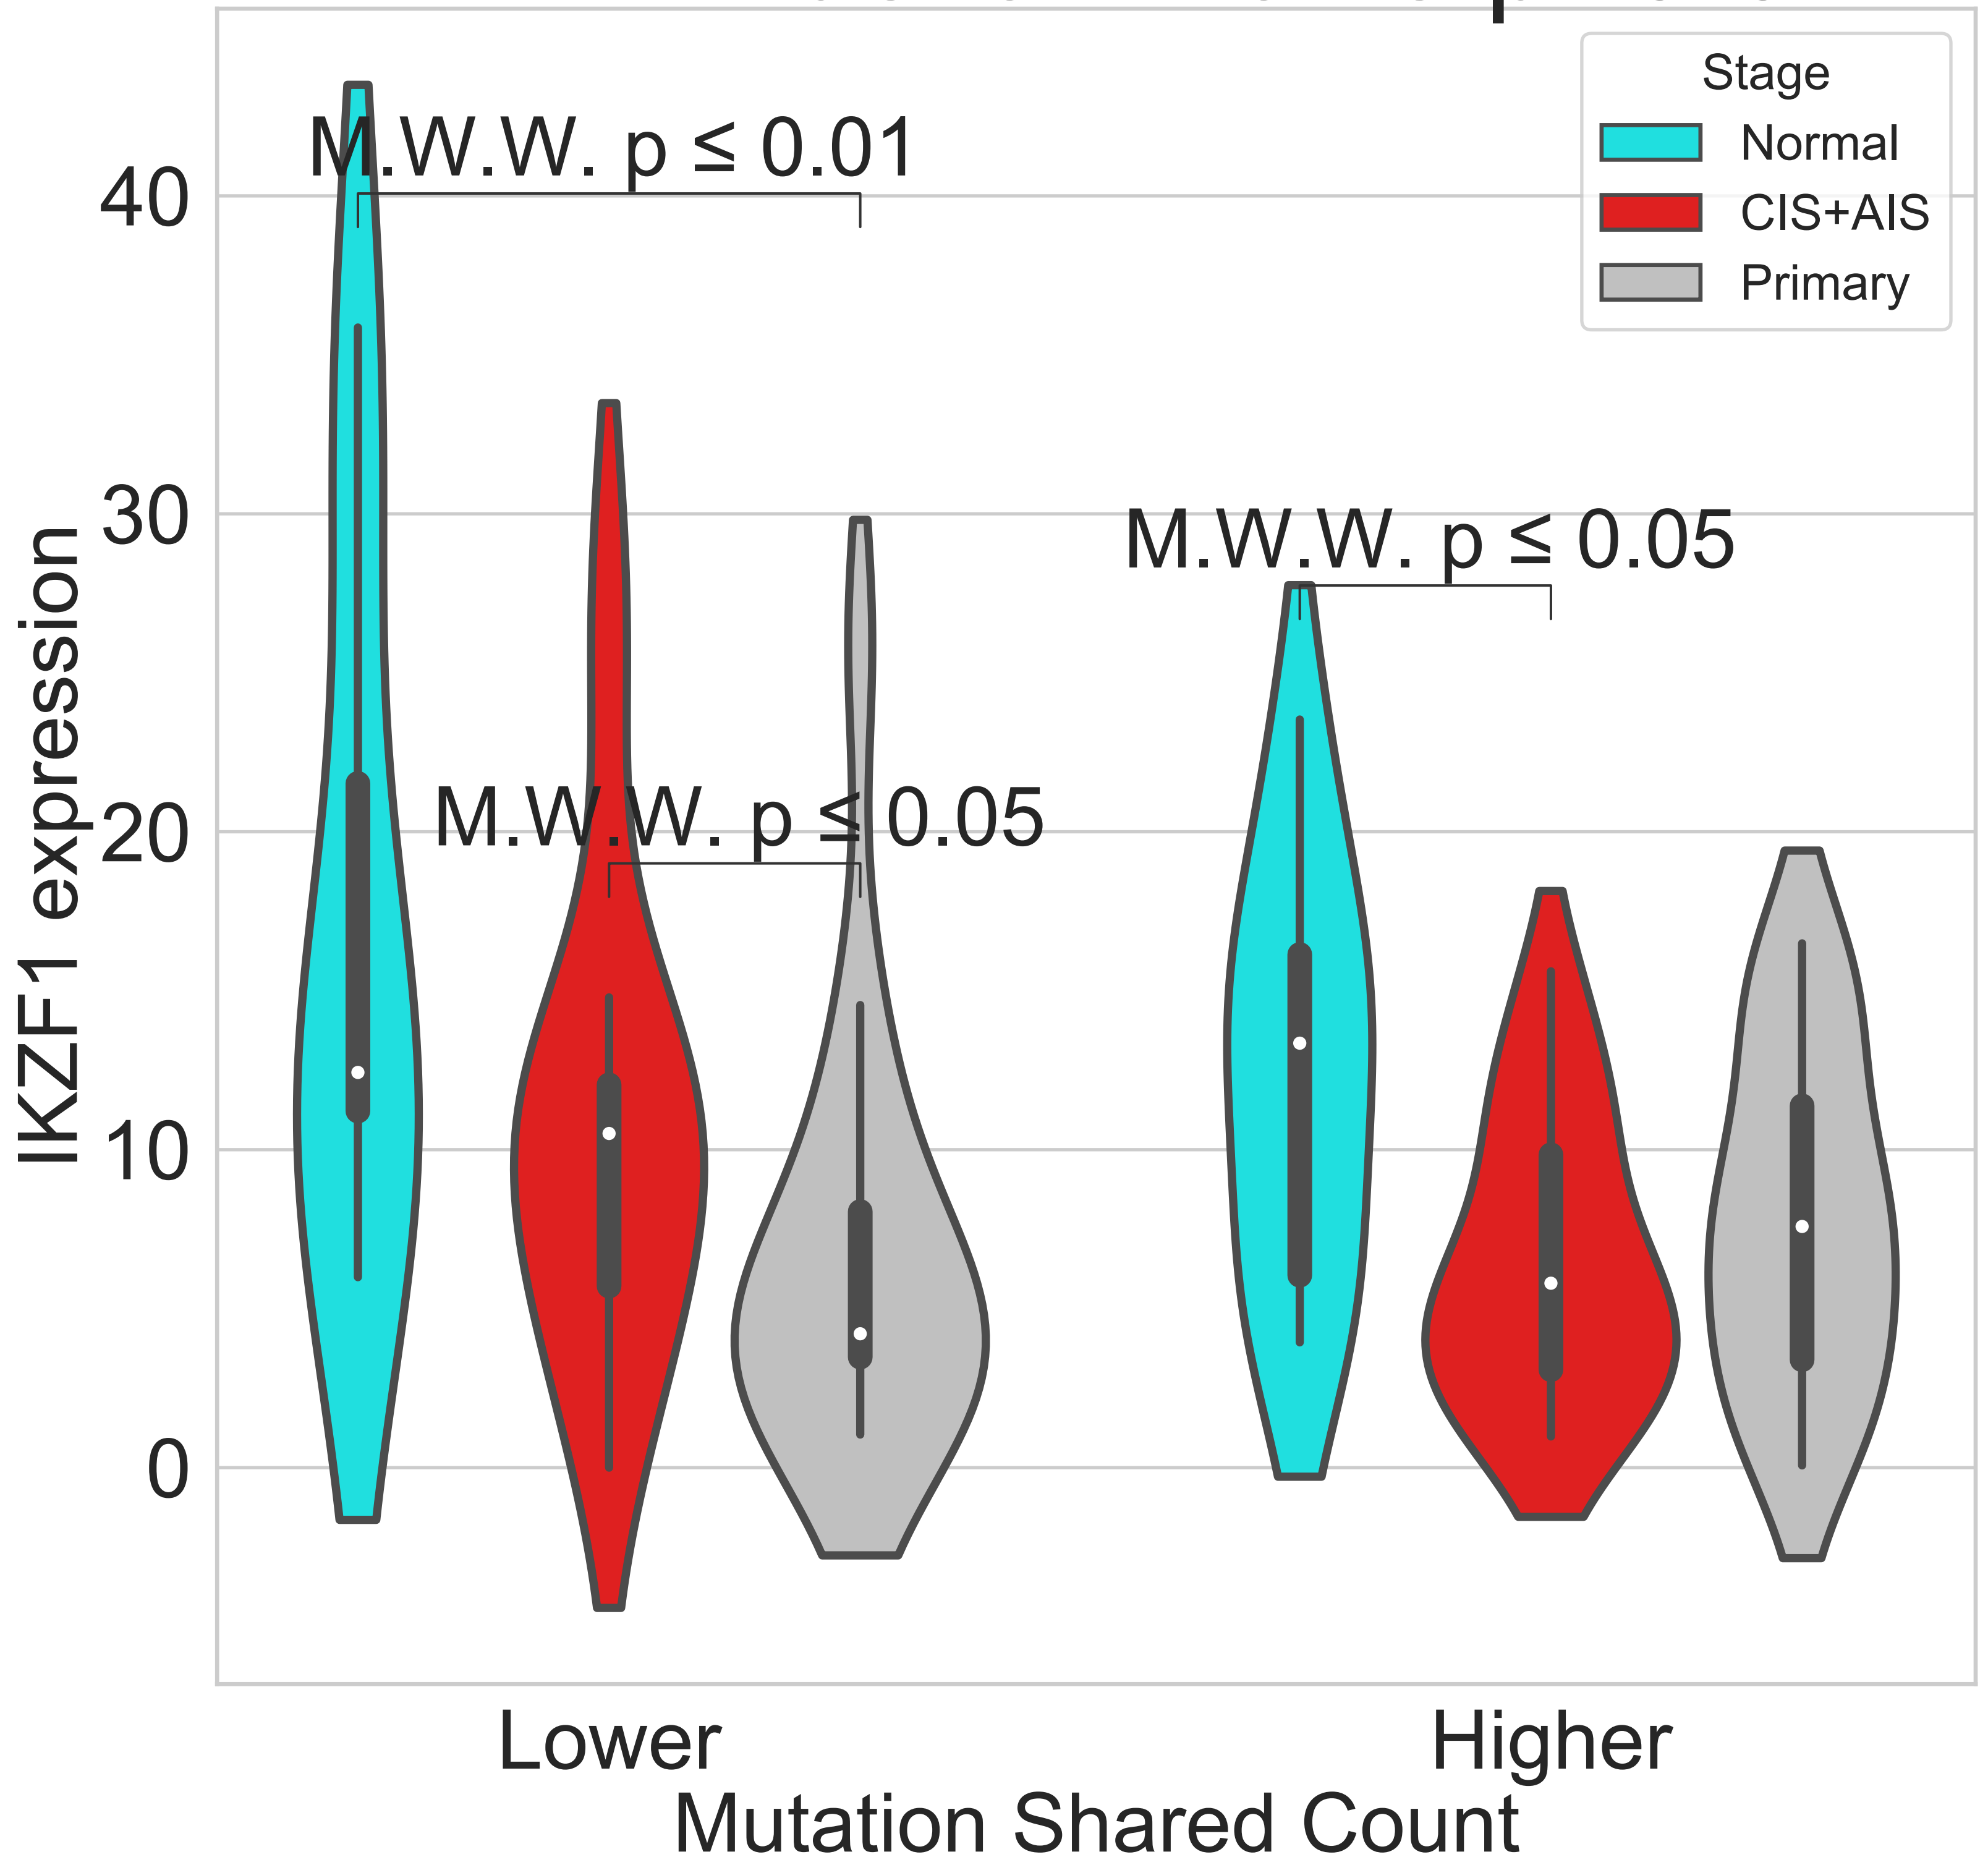 Stage
Normal
CIS+AIS
Primary
M.W.W. p ≤ 0.01
M.W.W. p ≤ 0.05
M.W.W. p ≤ 0.05
IKZF1 expression
40
30
20
10
0
Lower
Higher
Mutation Shared Count